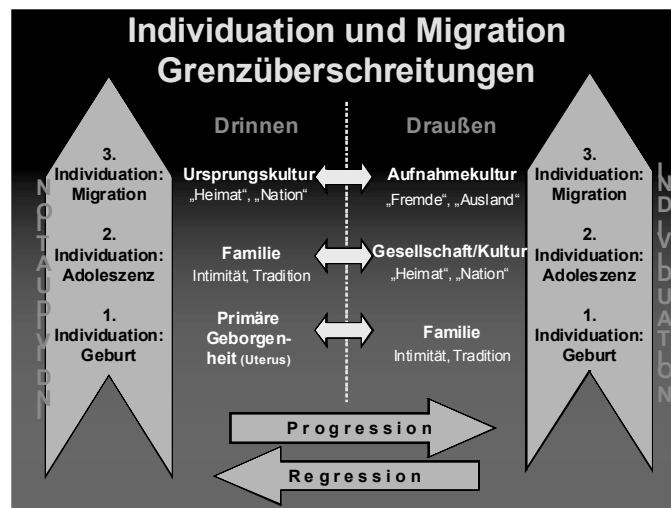 Individuation und Migration
Grenzüberschreitungen
Drinnen
Draußen
3.
Individuation:
Migration
Ursprungskultur
„Heimat“, „Nation“
Aufnahmekultur
„Fremde“, „Ausland“
3.
Individuation:
Migration
2.
Individuation:
Adoleszenz
Familie
Intimität, Tradition
Gesellschaft/Kultur
„Heimat“, „Nation“
2.
Individuation:
Adoleszenz
1.
Individuation:
Geburt
Primäre
Geborgen-
heit (Uterus)
Familie
Intimität, Tradition
1.
Individuation:
Geburt
INDIVIDUATION
INDIVIDUATION
Progression
Regression